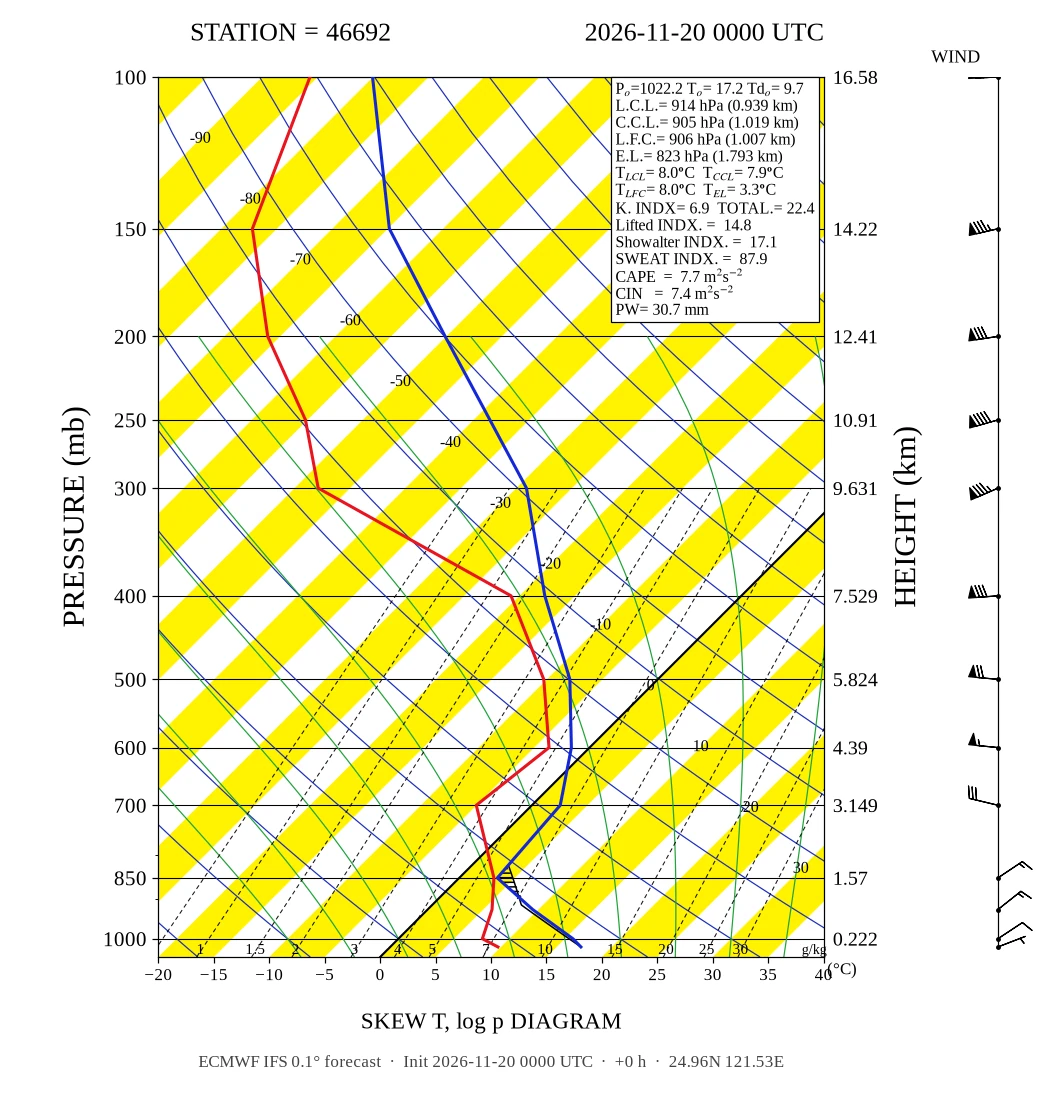 STATION = 46692
2026-11-20 0000 UTC
WIND
100
150
200
250
300
400
500
600
700
850
1000
PRESSURE (mb)
-90
-80
-70
-60
-50
-40
-30
-20
-10
0
10
20
30
Pₒ=1022.2 Tₒ= 17.2 Tdₒ= 9.7
L.C.L.= 914 hPa (0.939 km)
C.C.L.= 905 hPa (1.019 km)
L.F.C.= 906 hPa (1.007 km)
E.L.= 823 hPa (1.793 km)
T_LCL= 8.0°C T_CCL= 7.9°C
T_LFC= 8.0°C T_EL= 3.3°C
K. INDX= 6.9 TOTAL.= 22.4
Lifted INDX. = 14.8
Showalter INDX. = 17.1
SWEAT INDX. = 87.9
CAPE = 7.7 m²s⁻²
CIN = 7.4 m²s⁻²
PW= 30.7 mm
16.58
14.22
12.41
10.91
9.631
7.529
5.824
4.39
3.149
1.57
0.222
HEIGHT (km)
1 1.5 2 3 4 5 7 10 15 20 25 30 g/kg
−20 −15 −10 −5 0 5 10 15 20 25 30 35 40 (°C)
SKEW T, log p DIAGRAM
ECMWF IFS 0.1° forecast · Init 2026-11-20 0000 UTC · +0 h · 24.96N 121.53E